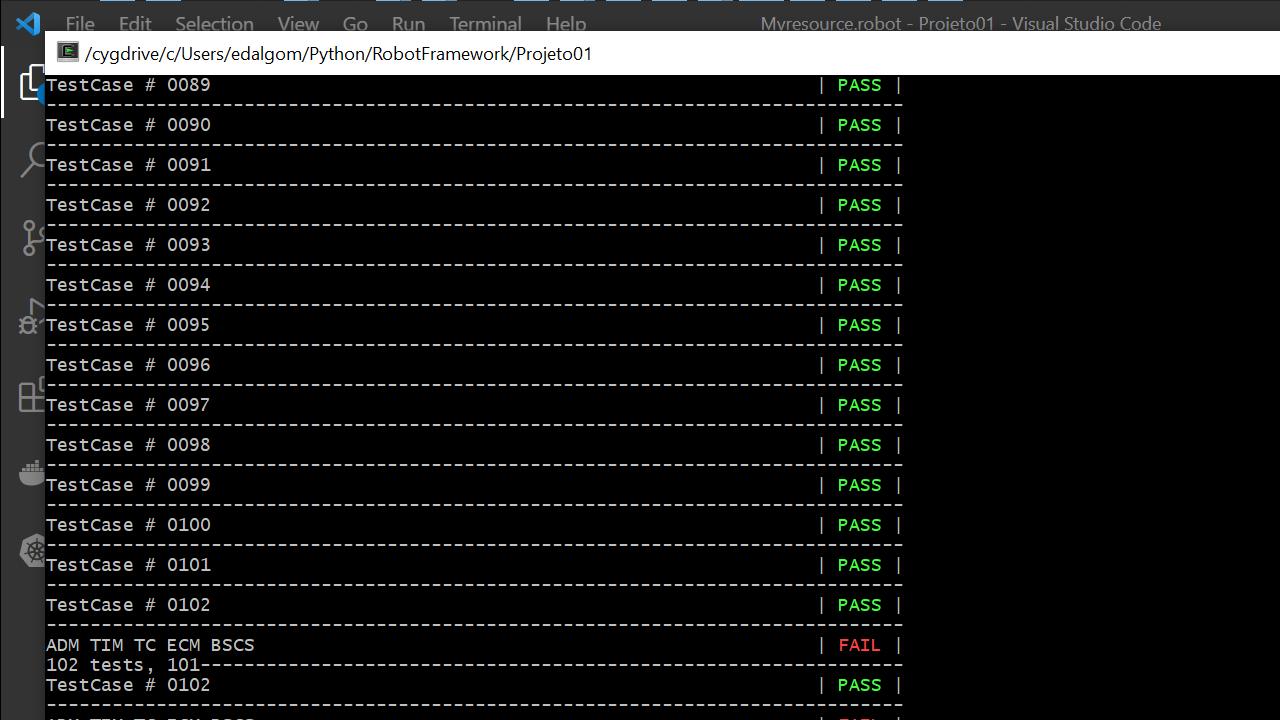 File Edit Selection View Go Run Terminal Help Myresource.robot - Projeto01 - Visual Studio Code
/cygdrive/c/Users/edalgom/Python/RobotFramework/Projeto01
TestCase # 0089 | PASS |
------------------------------------------------------------------------------
TestCase # 0090 | PASS |
------------------------------------------------------------------------------
TestCase # 0091 | PASS |
------------------------------------------------------------------------------
TestCase # 0092 | PASS |
------------------------------------------------------------------------------
TestCase # 0093 | PASS |
------------------------------------------------------------------------------
TestCase # 0094 | PASS |
------------------------------------------------------------------------------
TestCase # 0095 | PASS |
------------------------------------------------------------------------------
TestCase # 0096 | PASS |
------------------------------------------------------------------------------
TestCase # 0097 | PASS |
------------------------------------------------------------------------------
TestCase # 0098 | PASS |
------------------------------------------------------------------------------
TestCase # 0099 | PASS |
------------------------------------------------------------------------------
TestCase # 0100 | PASS |
------------------------------------------------------------------------------
TestCase # 0101 | PASS |
------------------------------------------------------------------------------
TestCase # 0102 | PASS |
------------------------------------------------------------------------------
ADM TIM TC ECM BSCS | FAIL |
102 tests, 101----------------------------------------------------------------
TestCase # 0102 | PASS |
------------------------------------------------------------------------------